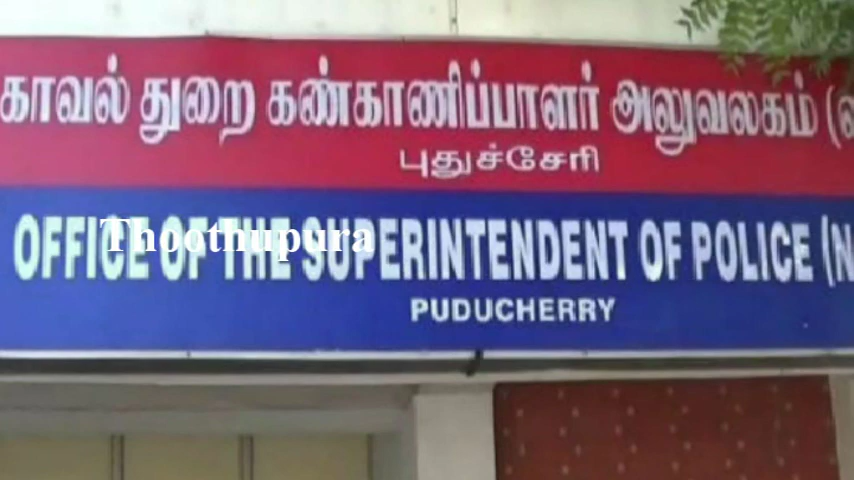 காவல் துறை கண்காணிப்பாளர் அலுவலகம்
புதுச்சேரி
OFFICE OF THE SUPERINTENDENT OF POLICE (N
Thoothupura
PUDUCHERRY